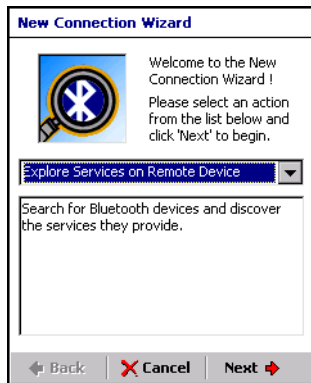 New Connection Wizard
Welcome to the New
Connection Wizard !
Please select an action
from the list below and
click 'Next' to begin.
Explore Services on Remote Device
Search for Bluetooth devices and discover
the services they provide.
Back Cancel Next